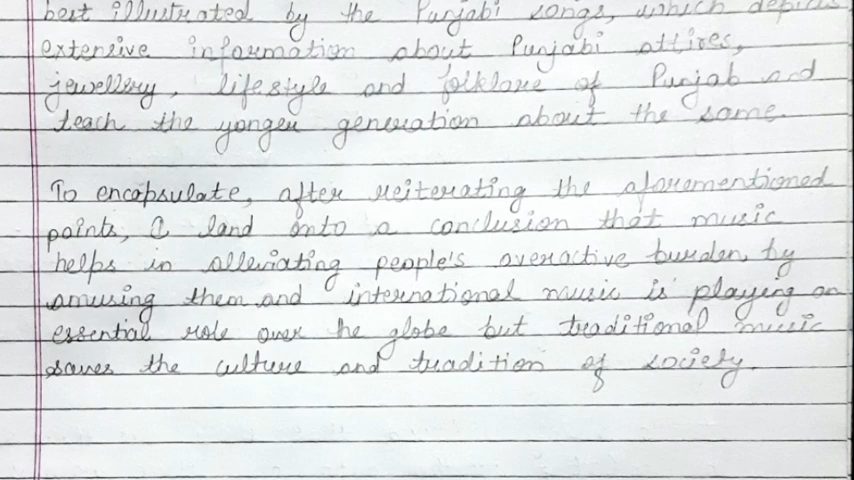 best illustrated by the Punjabi songs, which depicts
extensive information about Punjabi attires,
jewellery, lifestyle and folklore of Punjab and
teach the yonger generation about the same.
To encapsulate, after reiterating the aforementioned
points, I land onto a conclusion that music
helps in alleviating people's overactive burden, by
amusing them and international music is playing an
essential role over he globe but traditional music
saves the culture and tradition of society.